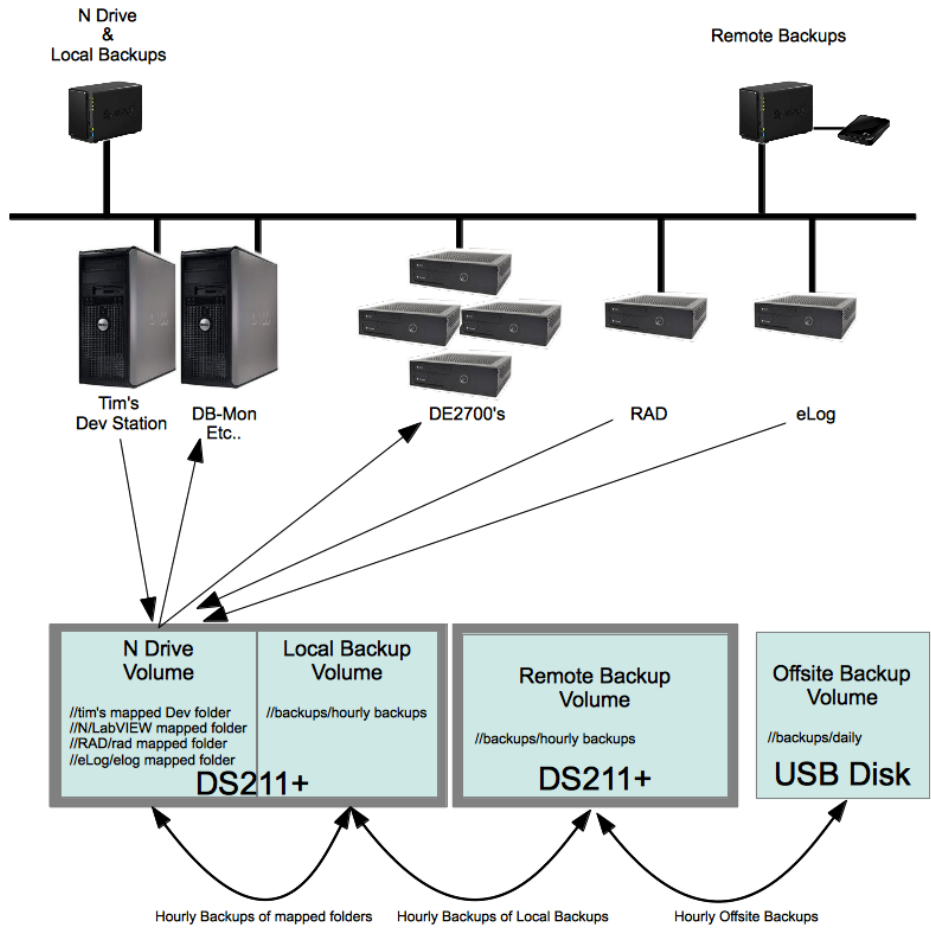 N Drive
&
Local Backups
Remote Backups
Tim's
Dev Station
DB-Mon
Etc..
DE2700's
RAD
eLog
N Drive
Volume
//tim's mapped Dev folder
//N/LabVIEW mapped folder
//RAD/rad mapped folder
//eLog/elog mapped folder
Local Backup
Volume
//backups/hourly backups
DS211+
Remote Backup
Volume
//backups/hourly backups
DS211+
Offsite Backup
Volume
//backups/daily
USB Disk
Hourly Backups of mapped folders
Hourly Backups of Local Backups
Hourly Offsite Backups